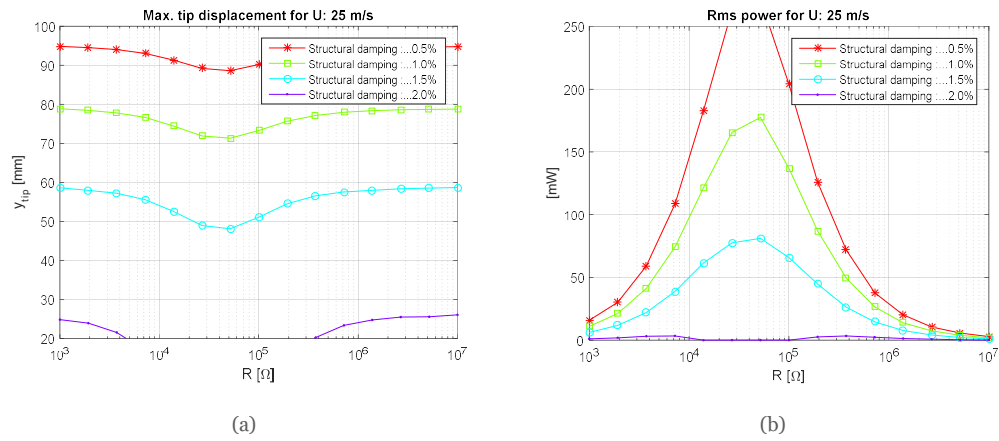 Max. tip displacement for U: 25 m/s
100
90
80
70
60
50
40
30
20
y_tip [mm]
10^3
10^4
10^5
10^6
10^7
R [Ω]
Structural damping :...0.5%
Structural damping :...1.0%
Structural damping :...1.5%
Structural damping :...2.0%
(a)
Rms power for U: 25 m/s
250
200
150
100
50
0
[mW]
10^3
10^4
10^5
10^6
10^7
R [Ω]
Structural damping :...0.5%
Structural damping :...1.0%
Structural damping :...1.5%
Structural damping :...2.0%
(b)